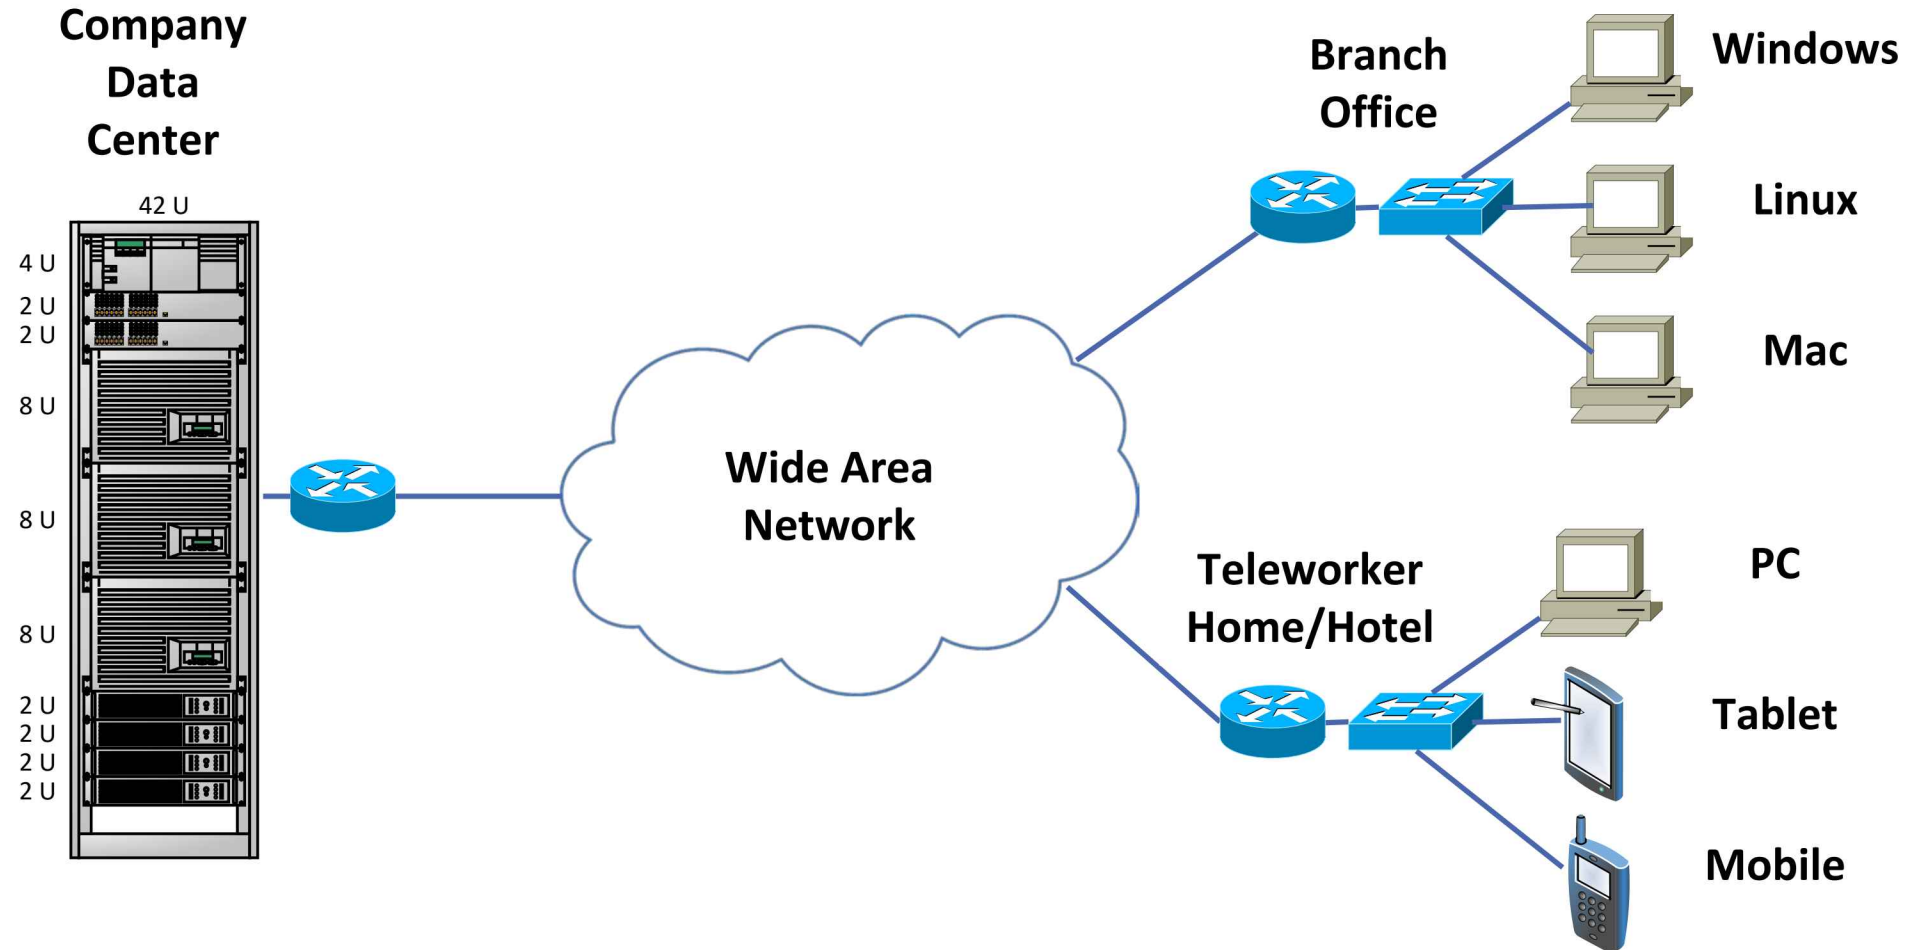 Company
Data
Center
42 U
4 U
2 U
2 U
8 U
8 U
8 U
2 U
2 U
2 U
2 U
Wide Area
Network
Branch
Office
Windows
Linux
Mac
Teleworker
Home/Hotel
PC
Tablet
Mobile